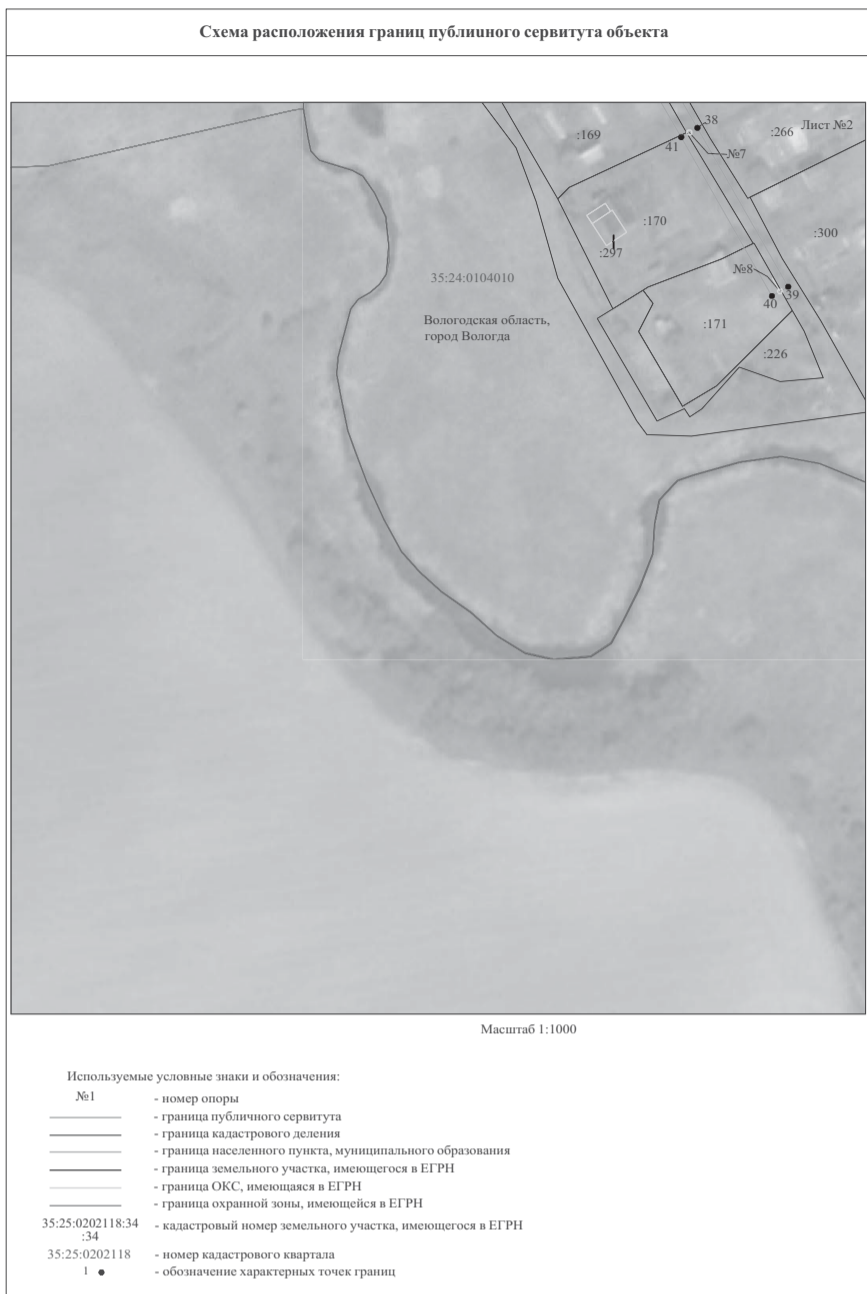 Схема расположения границ публиuного сервитута объекта
38
:169
:266
Лист №2
41
№7
:170
:300
:297
35:24:0104010
№8
39
40
Вологодская область,
город Вологда
:171
:226
Масштаб 1:1000
Используемые условные знаки и обозначения:
№1 - номер опоры
- граница публичного сервитута
- граница кадастрового деления
- граница населенного пункта, муниципального образования
- граница земельного участка, имеющегося в ЕГРН
- граница ОКС, имеющаяся в ЕГРН
- граница охранной зоны, имеющейся в ЕГРН
35:25:0202118:34 - кадастровый номер земельного участка, имеющегося в ЕГРН
:34
35:25:0202118 - номер кадастрового квартала
1 - обозначение характерных точек границ